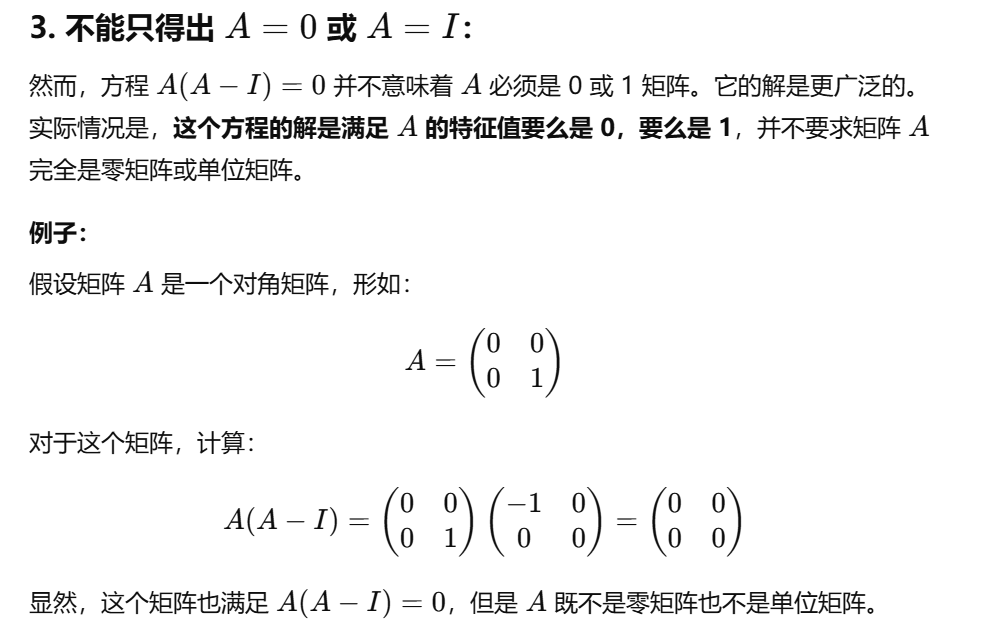 3. 不能只得出 A = 0 或 A = I：
然而，方程 A(A − I) = 0 并不意味着 A 必须是 0 或 1 矩阵。它的解是更广泛的。
实际情况是，这个方程的解是满足 A 的特征值要么是 0，要么是 1，并不要求矩阵 A
完全是零矩阵或单位矩阵。
例子：
假设矩阵 A 是一个对角矩阵，形如：
A = \begin{pmatrix} 0 & 0 \\ 0 & 1 \end{pmatrix}
对于这个矩阵，计算：
A(A − I) = \begin{pmatrix} 0 & 0 \\ 0 & 1 \end{pmatrix} \begin{pmatrix} −1 & 0 \\ 0 & 0 \end{pmatrix} = \begin{pmatrix} 0 & 0 \\ 0 & 0 \end{pmatrix}
显然，这个矩阵也满足 A(A − I) = 0，但是 A 既不是零矩阵也不是单位矩阵。